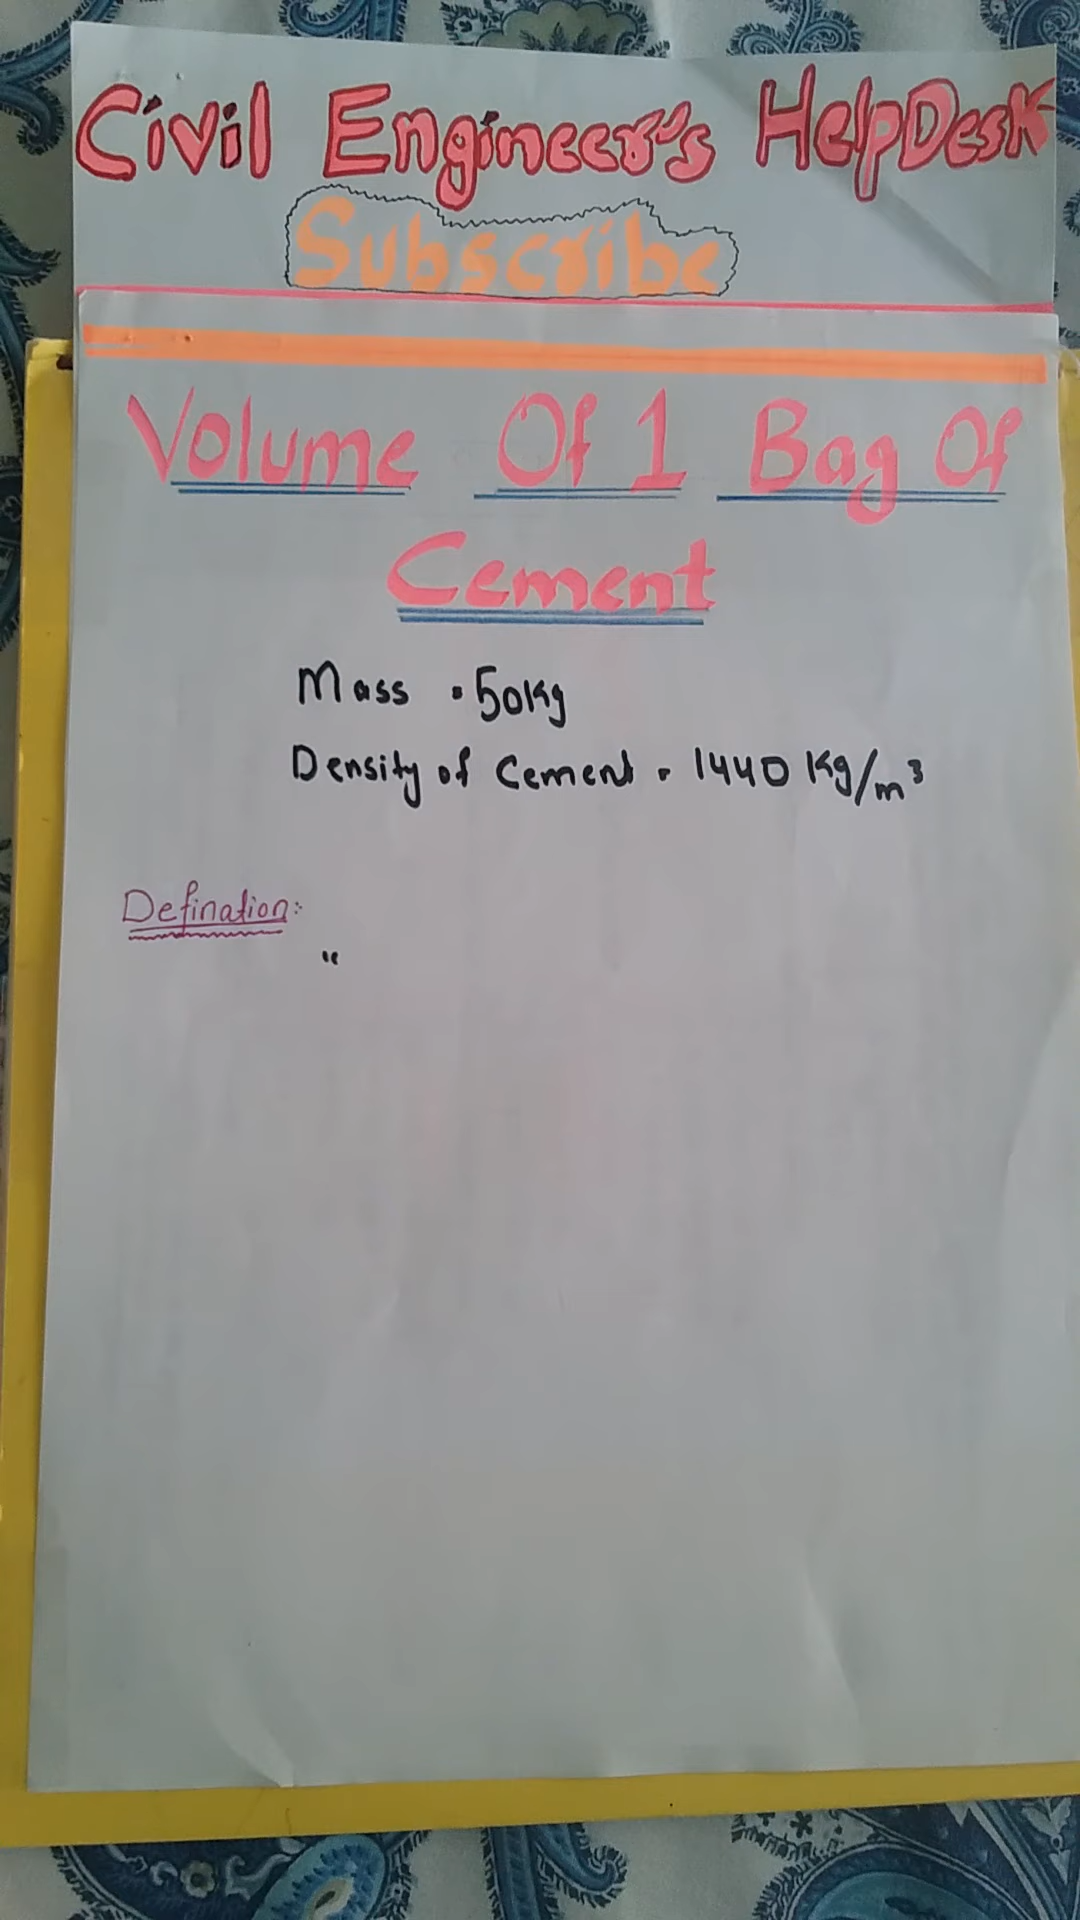 Civil Engineer's HelpDesk
Subscribe
Volume Of 1 Bag Of
Cement
Mass = 50Kg
Density of Cement = 1440 Kg/m³
Defination:
"